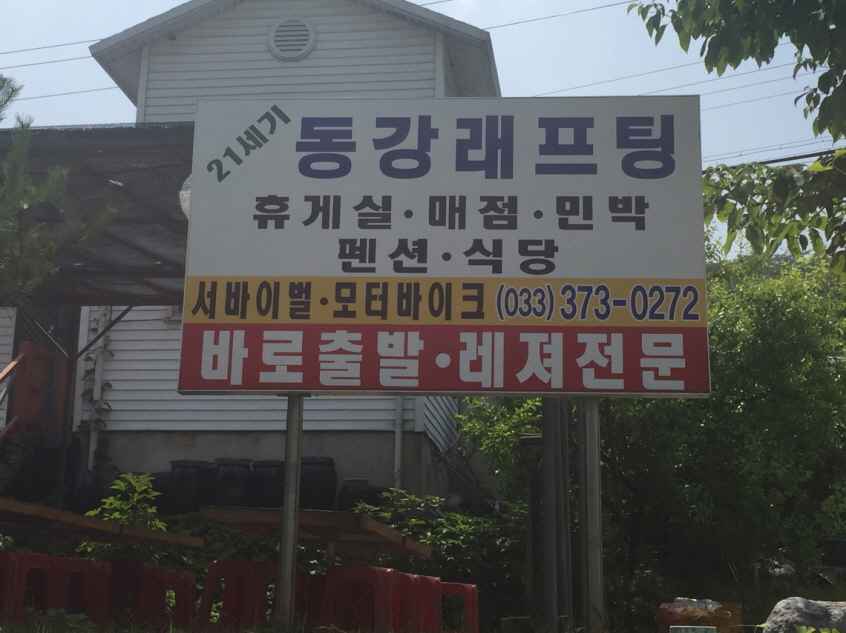 21세기 동강래프팅
휴게실·매점·민박
펜션·식당
서바이벌·모터바이크 (033) 373-0272
바로출발·레져전문